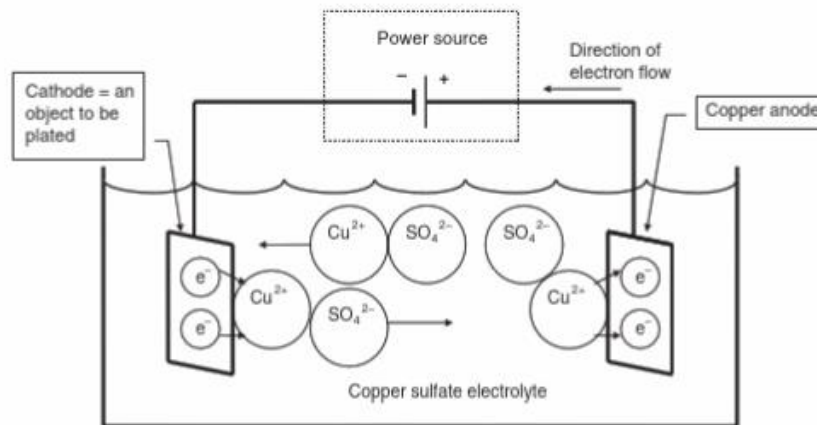 Power source
− +
Direction of
electron flow
Cathode = an
object to be
plated
Copper anode
Cu²⁺
SO₄²⁻
SO₄²⁻
e⁻
Cu²⁺
SO₄²⁻
Cu²⁺
e⁻
e⁻
e⁻
Copper sulfate electrolyte